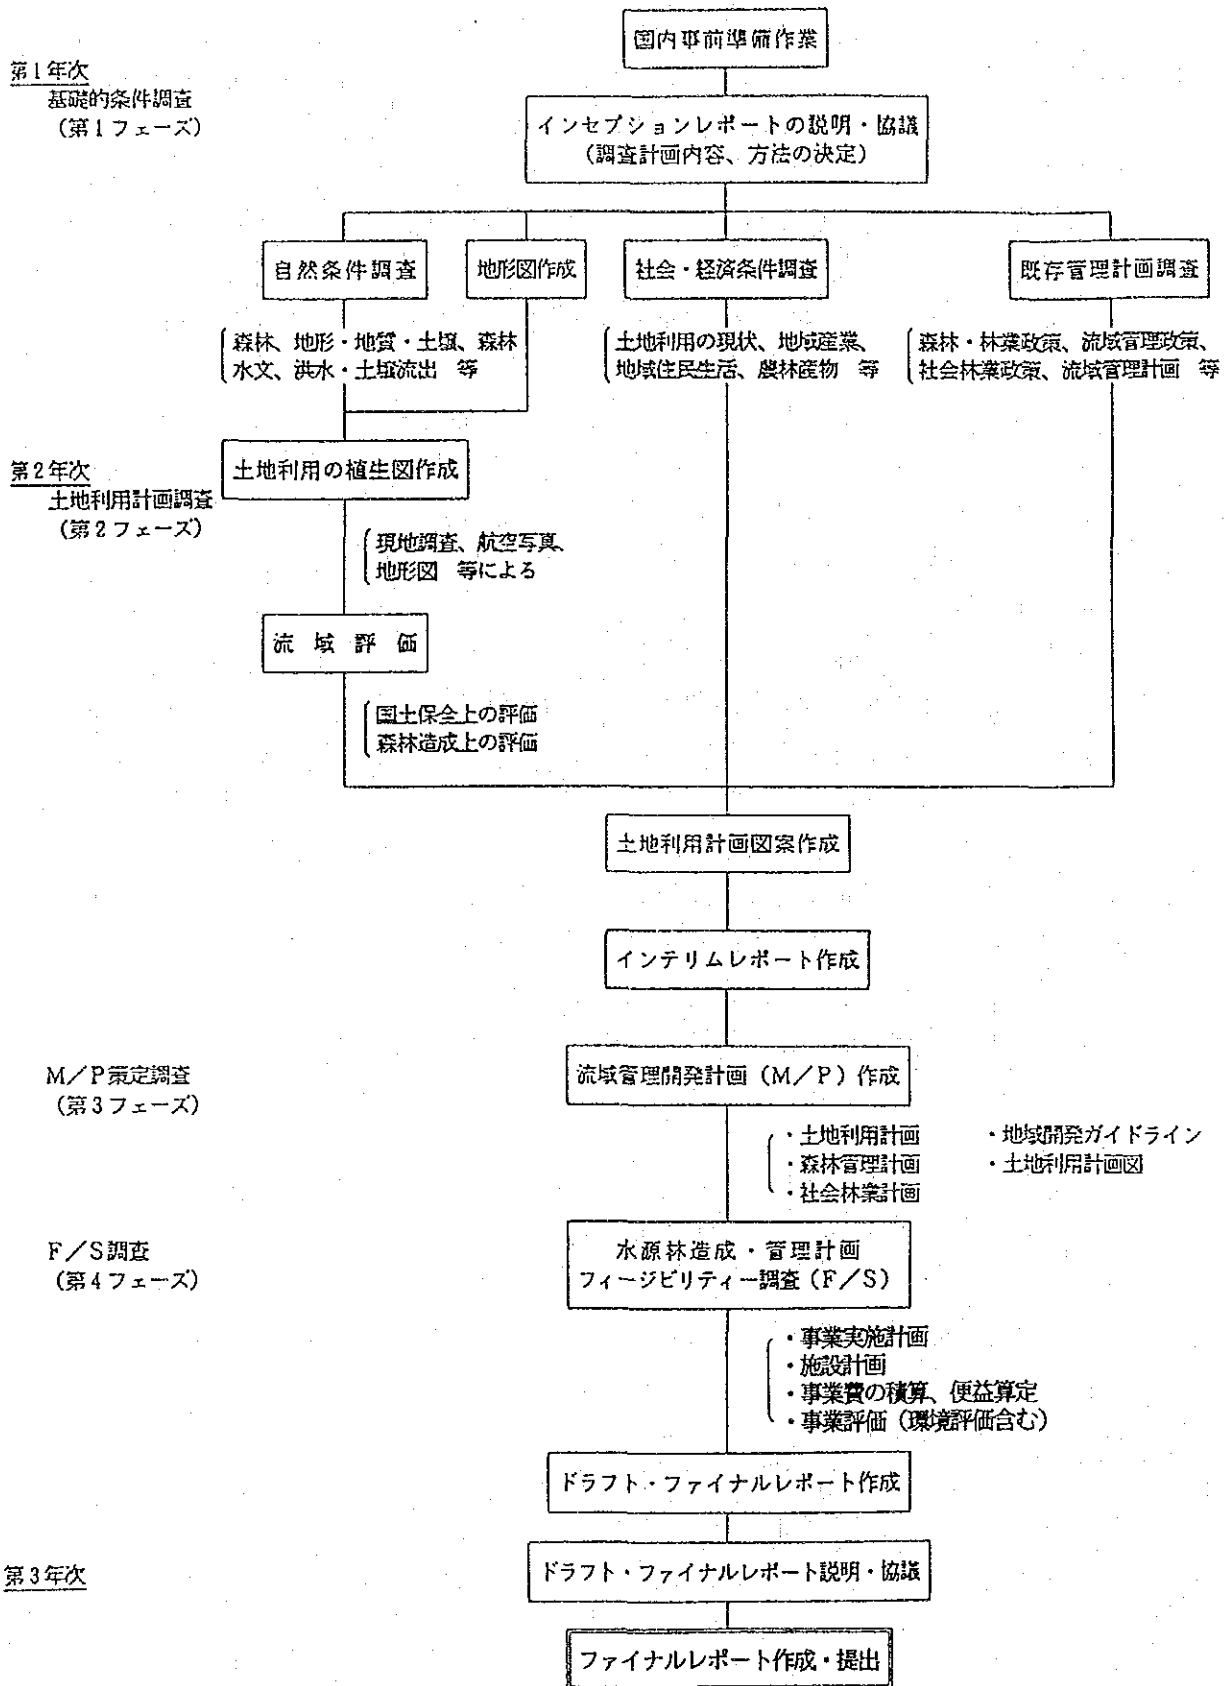 国内事前準備作業
第1年次
基礎的条件調査
(第1フェーズ)
インセプションレポートの説明・協議
(調査計画内容、方法の決定)
自然条件調査
地形図作成
社会・経済条件調査
既存管理計画調査
森林、地形・地質・土壌、森林
水文、洪水・土壌流出 等
土地利用の現状、地域産業、
地域住民生活、農林産物 等
森林・林業政策、流域管理政策、
社会林業政策、流域管理計画 等
第2年次
土地利用計画調査
(第2フェーズ)
土地利用の植生図作成
現地調査、航空写真、
地形図 等による
流域評価
国土保全上の評価
森林造成上の評価
土地利用計画図案作成
インテリムレポート作成
M/P策定調査
(第3フェーズ)
流域管理開発計画(M/P)作成
・土地利用計画 ・地域開発ガイドライン
・森林管理計画 ・土地利用計画図
・社会林業計画
F/S調査
(第4フェーズ)
水源林造成・管理計画
フィージビリティー調査(F/S)
・事業実施計画
・施設計画
・事業費の積算、便益算定
・事業評価(環境評価含む)
ドラフト・ファイナルレポート作成
第3年次
ドラフト・ファイナルレポート説明・協議
ファイナルレポート作成・提出